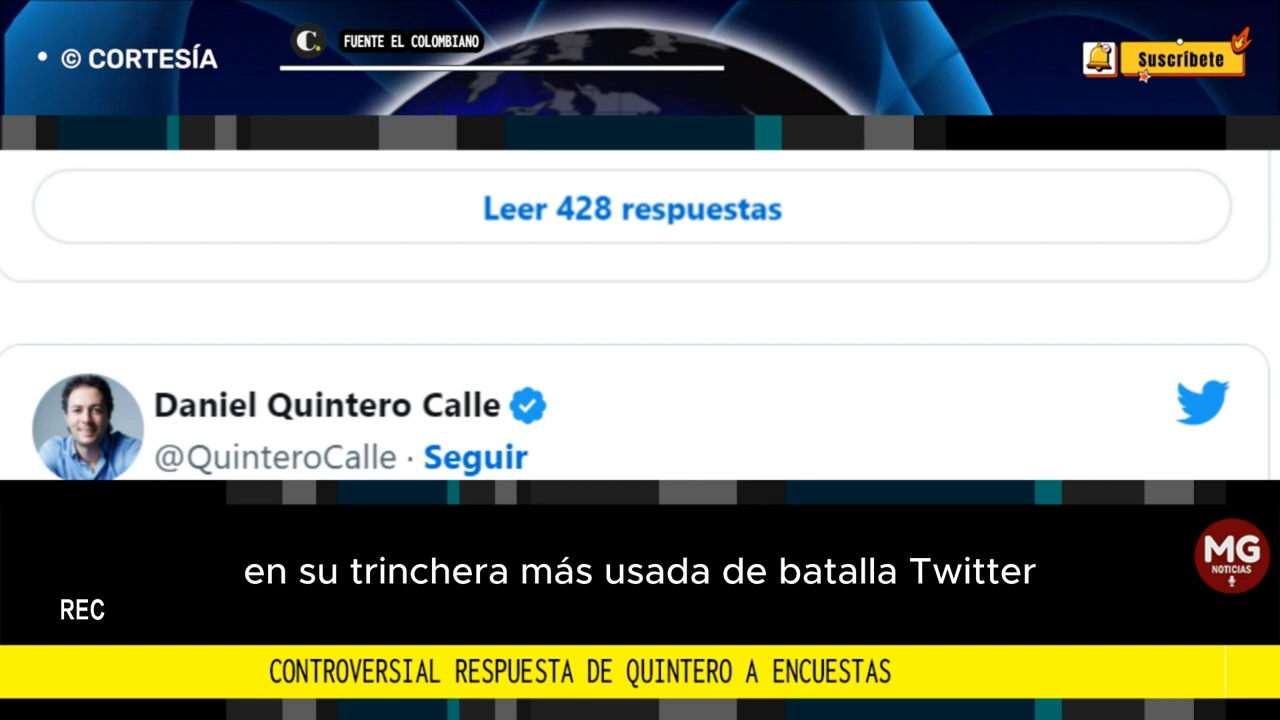 • © CORTESÍA
C.
FUENTE EL COLOMBIANO
Suscríbete
Leer 428 respuestas
Daniel Quintero Calle
@QuinteroCalle · Seguir
en su trinchera más usada de batalla Twitter
MG
NOTICIAS
REC
CONTROVERSIAL RESPUESTA DE QUINTERO A ENCUESTAS